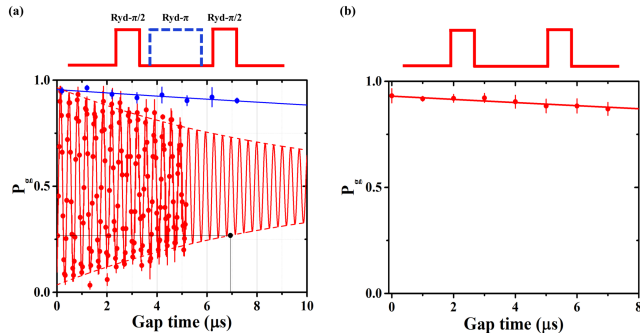 (a)
Ryd-π/2 Ryd-π Ryd-π/2
1.0
0.5
0.0
P_g
0 2 4 6 8 10
Gap time (μs)
(b)
1.0
0.5
0.0
P_g
0 2 4 6 8
Gap time (μs)